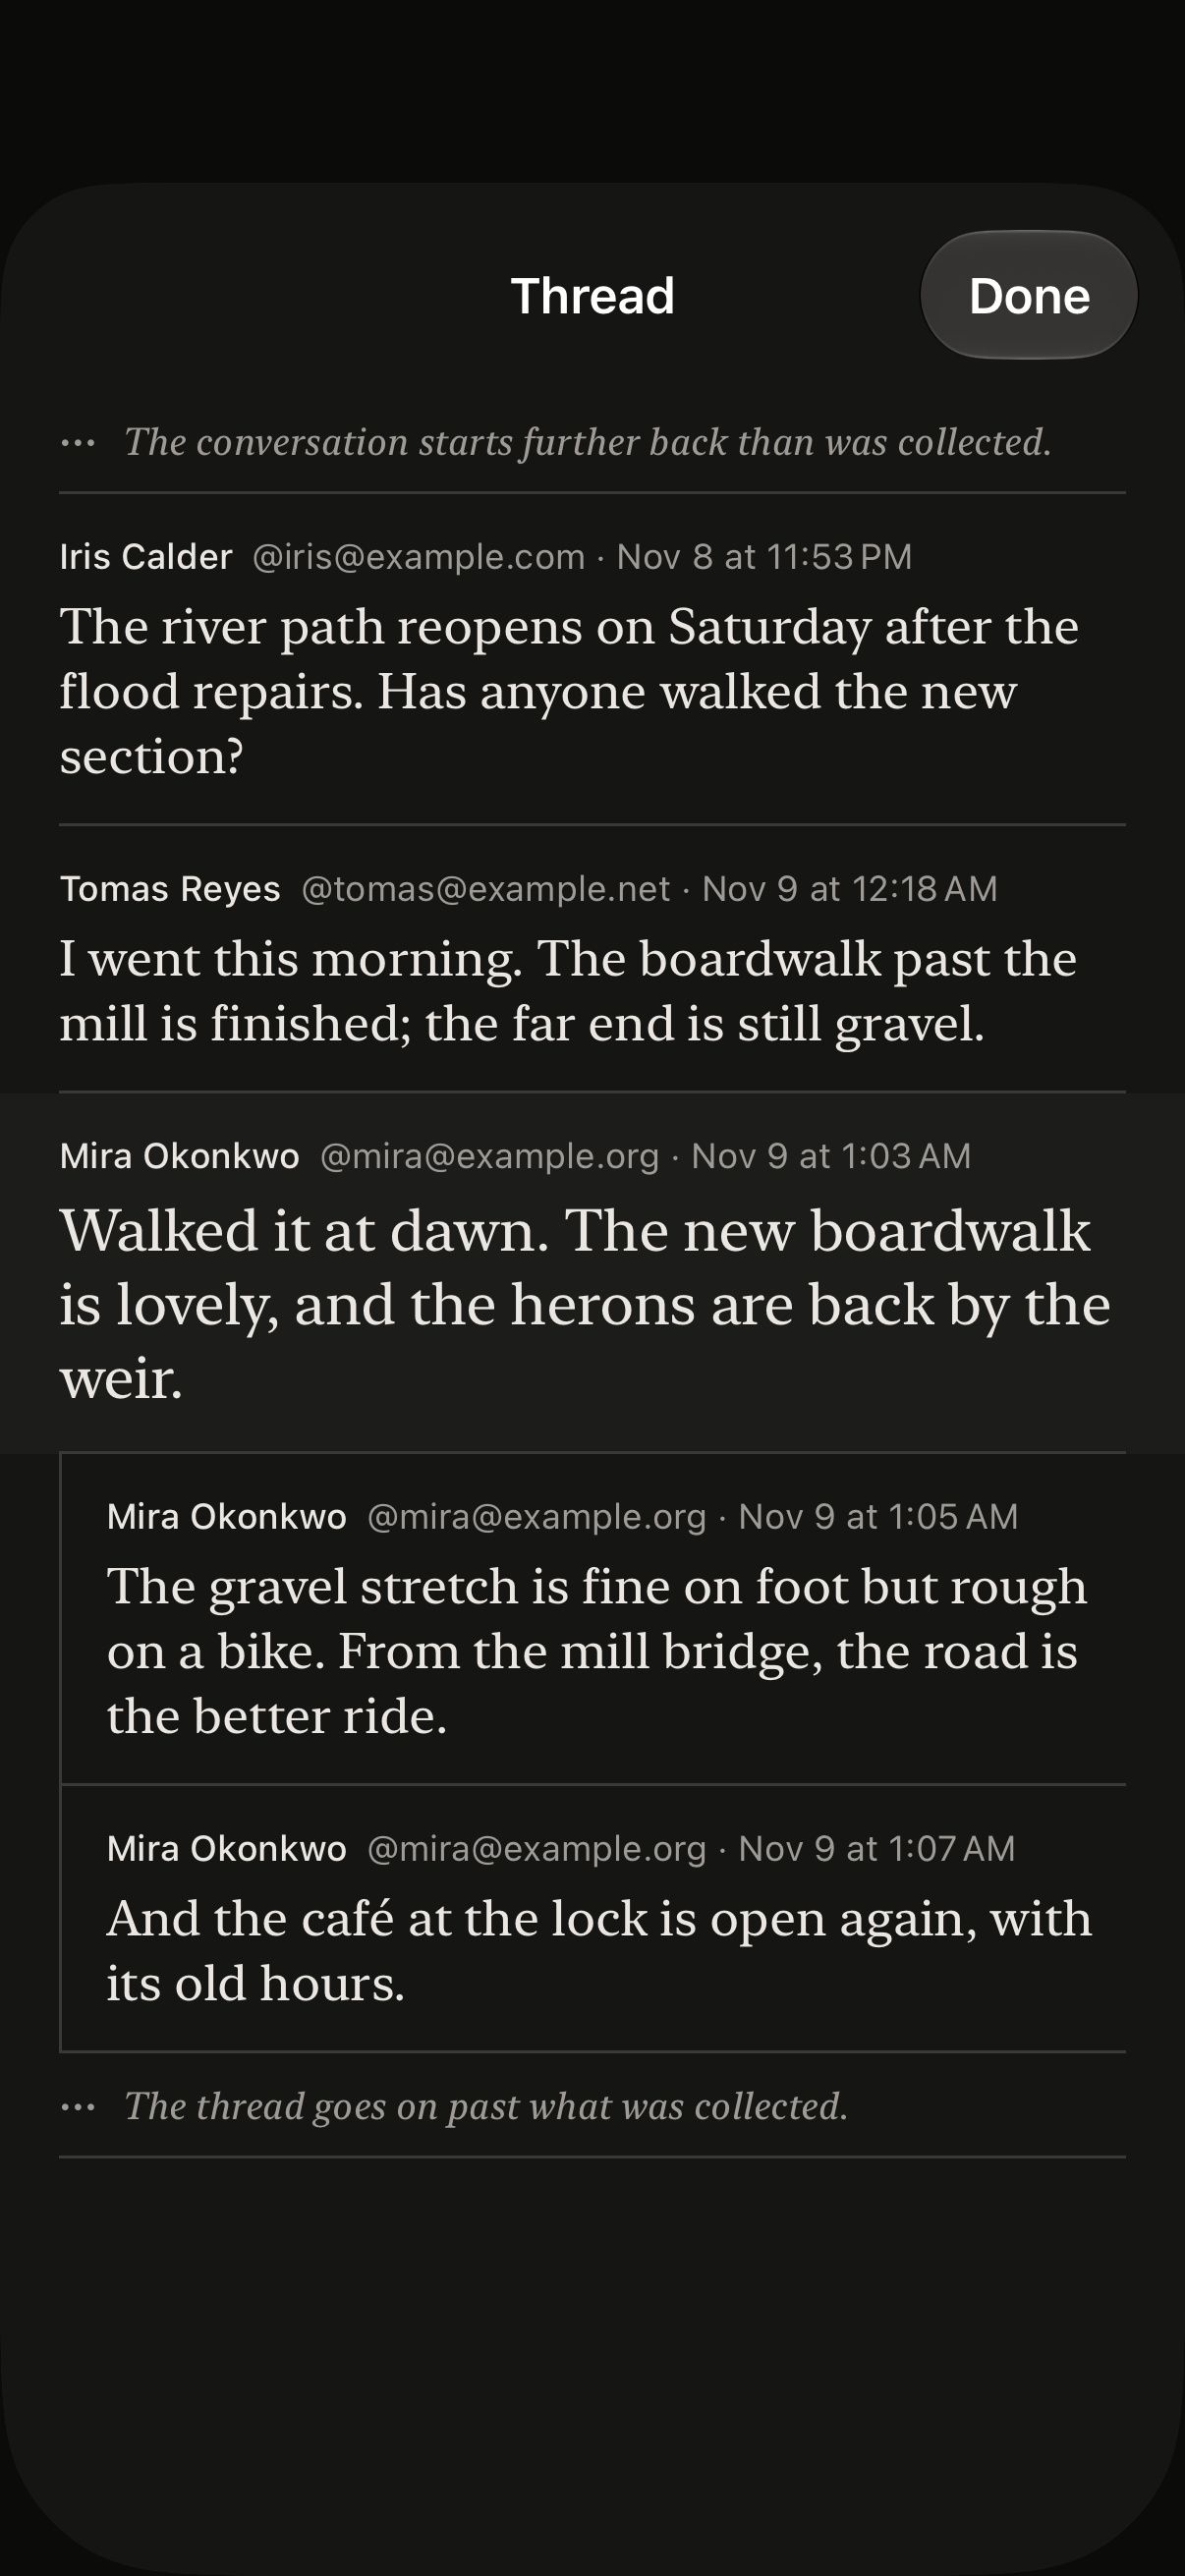 Thread
Done
··· The conversation starts further back than was collected.
Iris Calder @iris@example.com · Nov 8 at 11:53 PM
The river path reopens on Saturday after the
flood repairs. Has anyone walked the new
section?
Tomas Reyes @tomas@example.net · Nov 9 at 12:18 AM
I went this morning. The boardwalk past the
mill is finished; the far end is still gravel.
Mira Okonkwo @mira@example.org · Nov 9 at 1:03 AM
Walked it at dawn. The new boardwalk
is lovely, and the herons are back by the
weir.
Mira Okonkwo @mira@example.org · Nov 9 at 1:05 AM
The gravel stretch is fine on foot but rough
on a bike. From the mill bridge, the road is
the better ride.
Mira Okonkwo @mira@example.org · Nov 9 at 1:07 AM
And the café at the lock is open again, with
its old hours.
··· The thread goes on past what was collected.